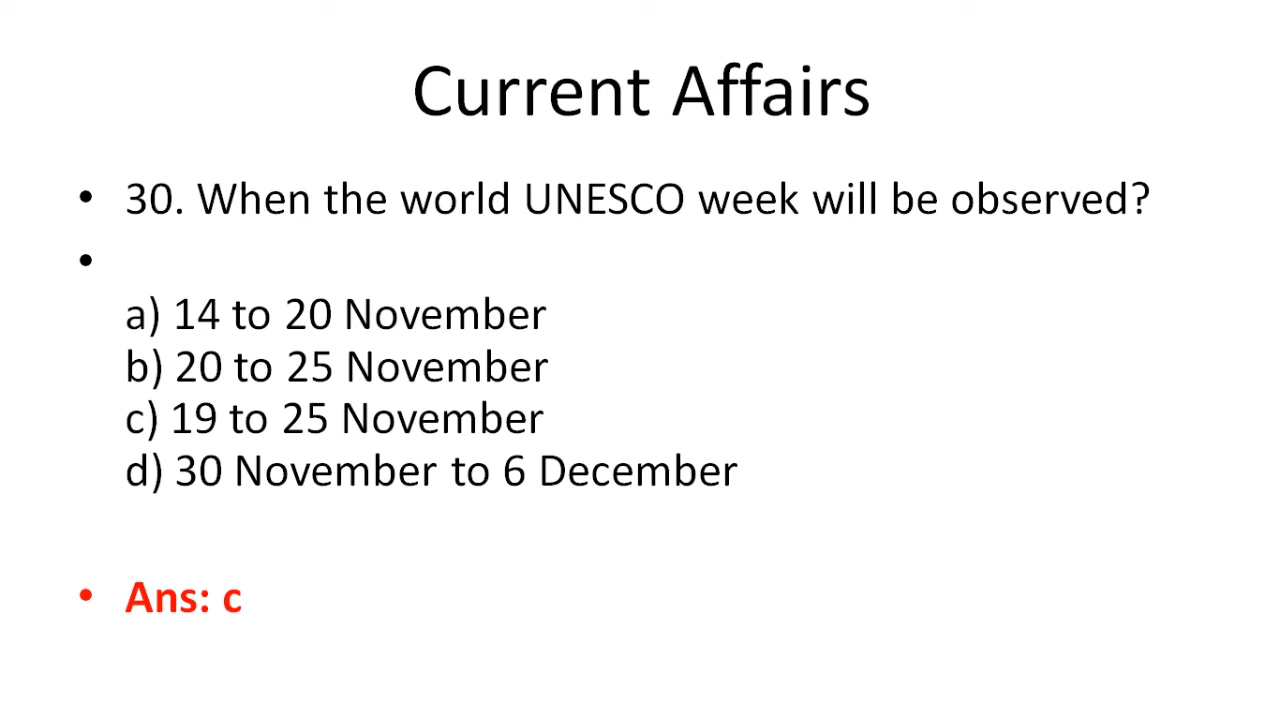 Current Affairs
• 30. When the world UNESCO week will be observed?
•
a) 14 to 20 November
b) 20 to 25 November
c) 19 to 25 November
d) 30 November to 6 December
• Ans: c